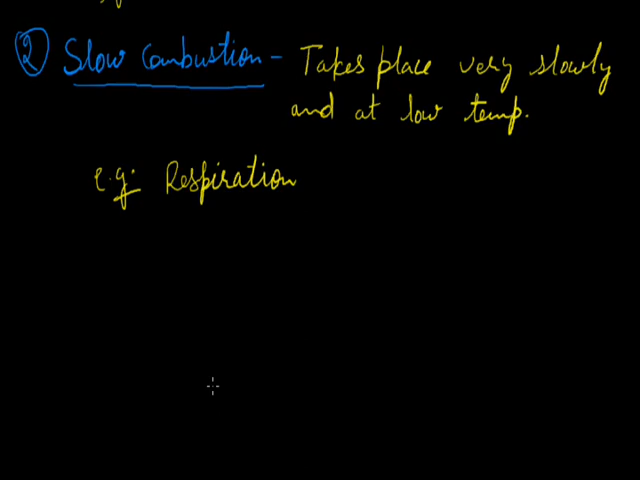 ② Slow Combustion - Takes place very slowly
and at low temp.
e.g: Respiration